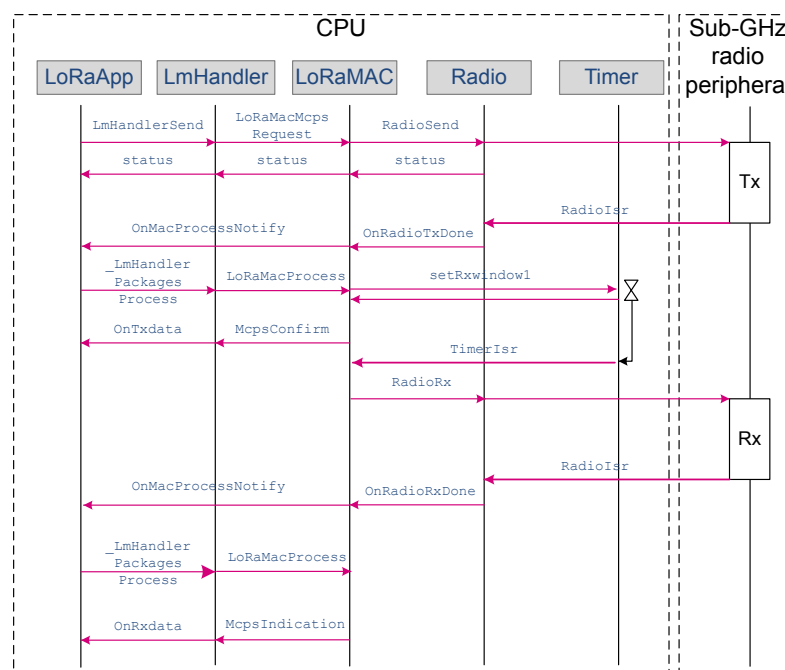 CPU
Sub-GHz
radio
periphera
LoRaApp
LmHandler
LoRaMAC
Radio
Timer
LmHandlerSend
LoRaMacMcps
Request
RadioSend
status
status
status
Tx
RadioIsr
OnMacProcessNotify
OnRadioTxDone
_LmHandler
Packages
Process
LoRaMacProcess
setRxwindow1
OnTxdata
McpsConfirm
TimerIsr
RadioRx
Rx
RadioIsr
OnMacProcessNotify
OnRadioRxDone
_LmHandler
Packages
Process
LoRaMacProcess
OnRxdata
McpsIndication